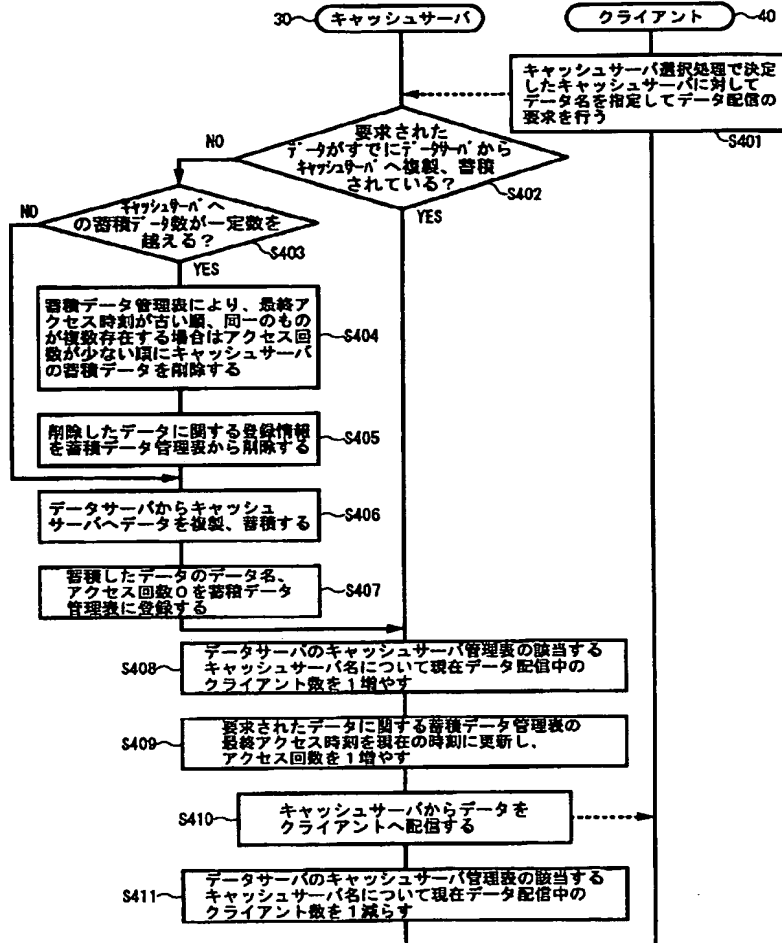 30 キャッシュサーバ
クライアント 40
キャッシュサーバ選択処理で決定
したキャッシュサーバに対して
データ名を指定してデータ配信の
要求を行う
S401
要求された
データがすでにデータサーバから
キャッシュサーバへ複製、蓄積
されている?
S402
NO
YES
キャッシュサーバへ
の蓄積データ数が一定数を
越える?
S403
NO
YES
蓄積データ管理表により、最終ア
クセス時刻が古い順、同一のもの
が複数存在する場合はアクセス回
数が少ない順にキャッシュサーバ
の蓄積データを削除する
S404
削除したデータに関する登録情報
を蓄積データ管理表から削除する
S405
データサーバからキャッシュ
サーバへデータを複製、蓄積する
S406
蓄積したデータのデータ名、
アクセス回数0を蓄積データ
管理表に登録する
S407
データサーバのキャッシュサーバ管理表の該当する
キャッシュサーバ名について現在データ配信中の
クライアント数を1増やす
S408
要求されたデータに関する蓄積データ管理表の
最終アクセス時刻を現在の時刻に更新し、
アクセス回数を1増やす
S409
キャッシュサーバからデータを
クライアントへ配信する
S410
データサーバのキャッシュサーバ管理表の該当する
キャッシュサーバ名について現在データ配信中の
クライアント数を1減らす
S411